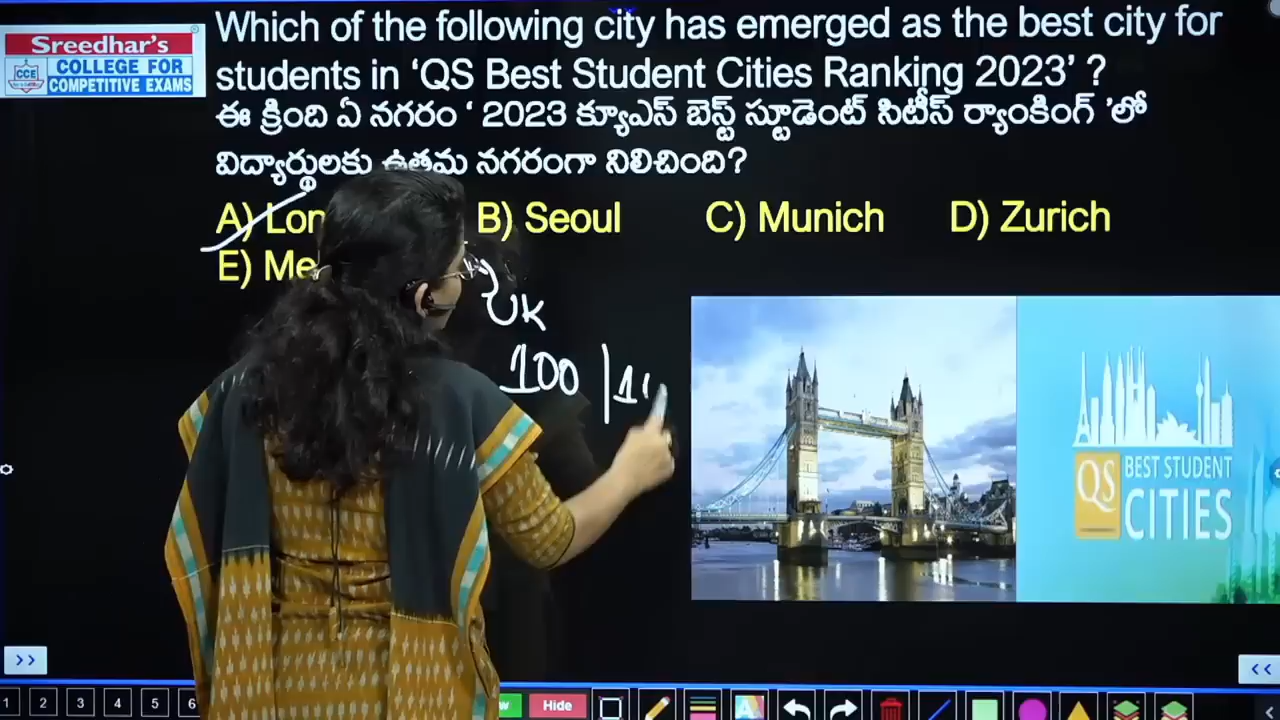 Sreedhar's
CCE
COLLEGE FOR
COMPETITIVE EXAMS
Which of the following city has emerged as the best city for
students in ‘QS Best Student Cities Ranking 2023’ ?
ఈ క్రింది ఏ నగరం ‘ 2023 క్యూఎస్ బెస్ట్ స్టూడెంట్ సిటీస్ ర్యాంకింగ్ ’లో
విద్యార్థులకు ఉత్తమ నగరంగా నిలిచింది?
A) Lon B) Seoul C) Munich D) Zurich
E) Me
UK
100
QS BEST STUDENT
CITIES
>> <<
1 2 3 4 5 6 Hide <